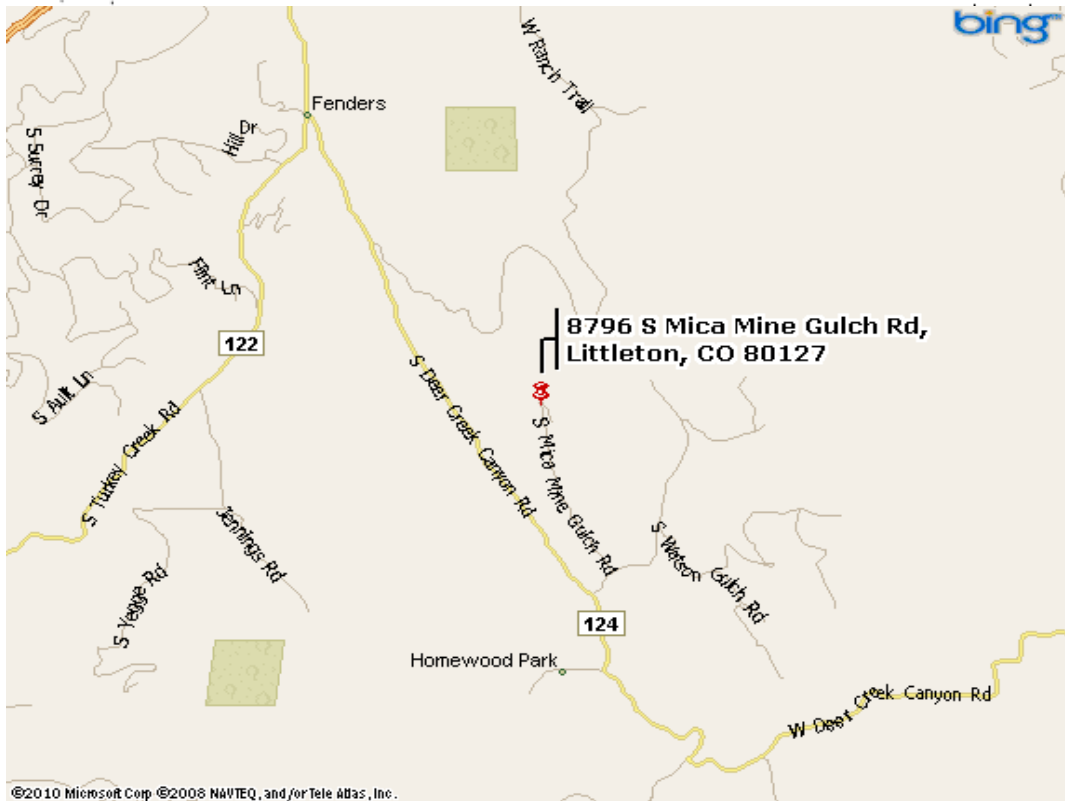 bing™
W Ranch Trail
Fenders
Hill Dr
S Surrey Dr
Flint Ln
8796 S Mica Mine Gulch Rd,
Littleton, CO 80127
122
S Ault Ln
S Deer Creek Canyon Rd
S Turkey Creek Rd
S Mica Mine Gulch Rd
Jennings Rd
S Watson Gulch Rd
S Yegge Rd
124
Homewood Park
W Deer Creek Canyon Rd
©2010 Microsoft Corp ©2008 NAVTEQ, and/or Tele Atlas, Inc.